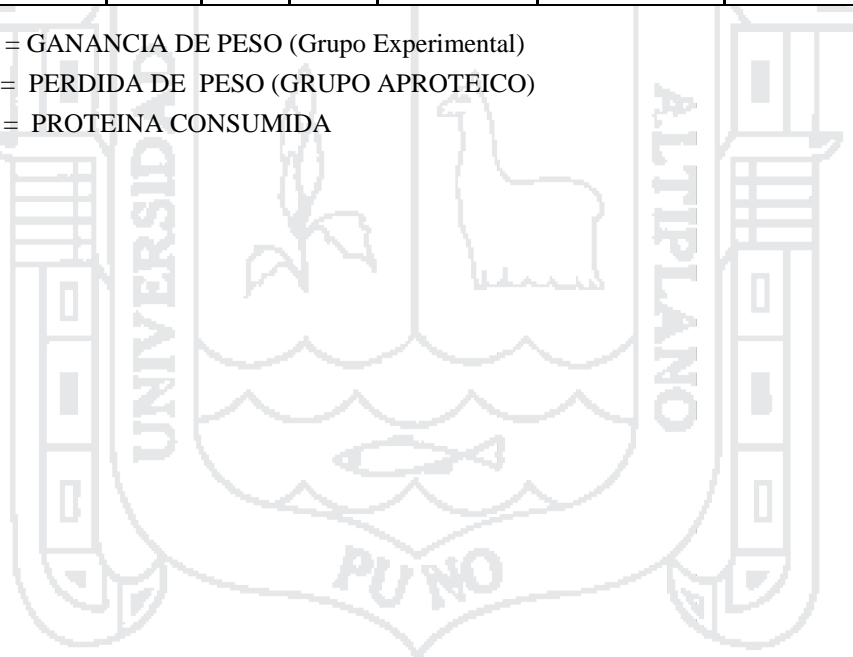 = GANANCIA DE PESO (Grupo Experimental)
= PERDIDA DE PESO (GRUPO APROTEICO)
= PROTEINA CONSUMIDA
UNIVERSIDAD
ALTIPLANO
PUNO